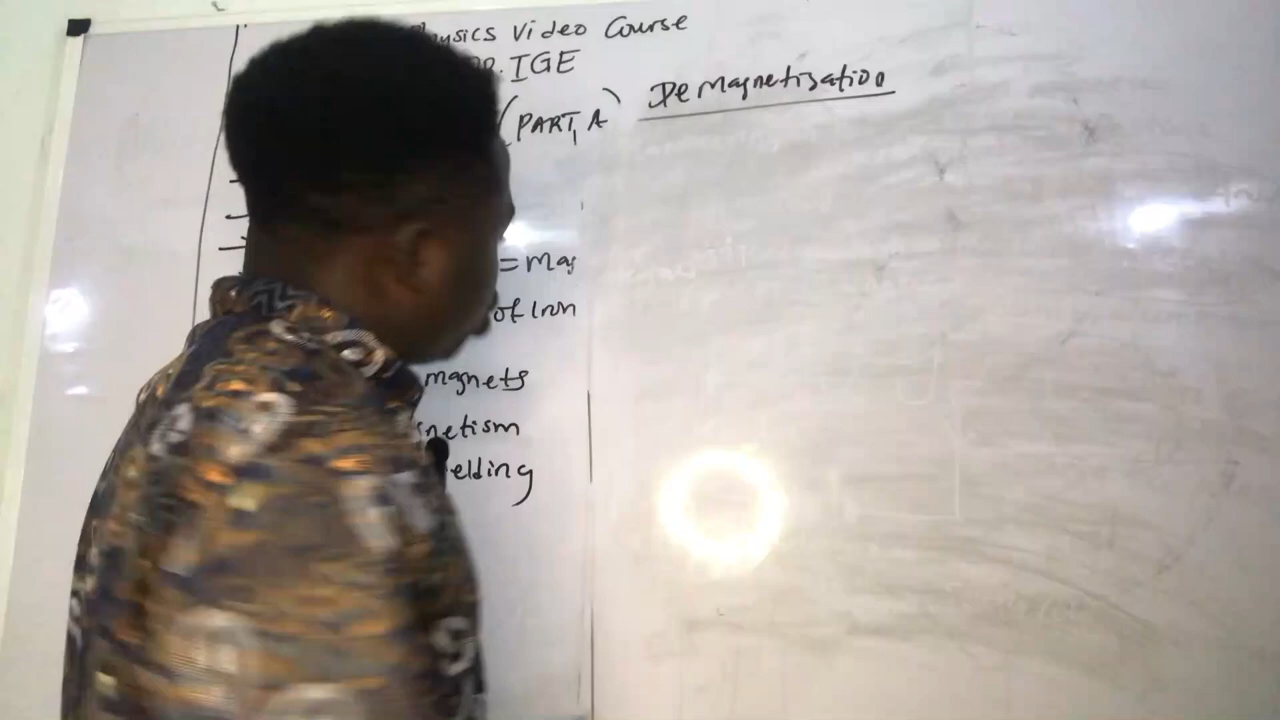 Physics Video Course
DR. IGE
(PART, A)
Demagnetisation
= mag
of Iron
magnets
netism
elding